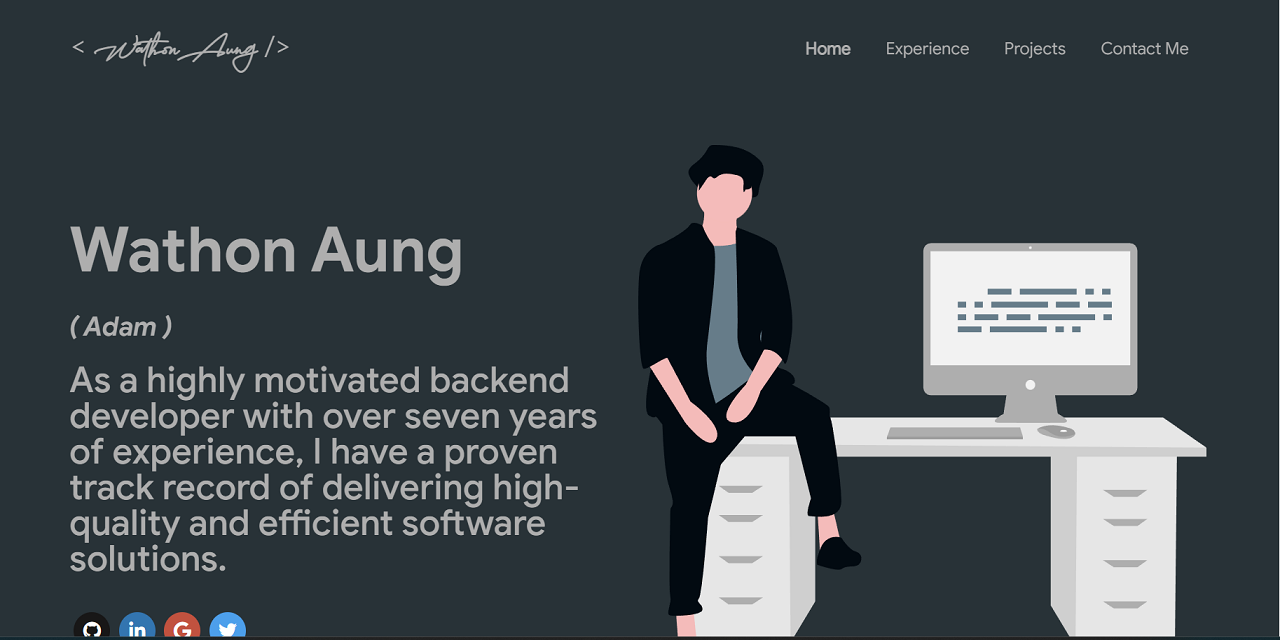 < Wathon Aung />
Home Experience Projects Contact Me
Wathon Aung
( Adam )
As a highly motivated backend
developer with over seven years
of experience, I have a proven
track record of delivering high-
quality and efficient software
solutions.
in G